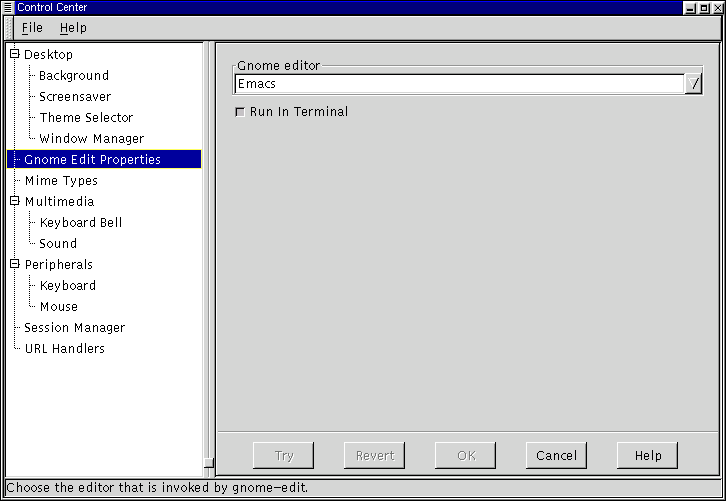 Control Center
File Help
Desktop
Background
Screensaver
Theme Selector
Window Manager
Gnome Edit Properties
Mime Types
Multimedia
Keyboard Bell
Sound
Peripherals
Keyboard
Mouse
Session Manager
URL Handlers
Gnome editor
Emacs
Run In Terminal
Try Revert OK Cancel Help
Choose the editor that is invoked by gnome-edit.